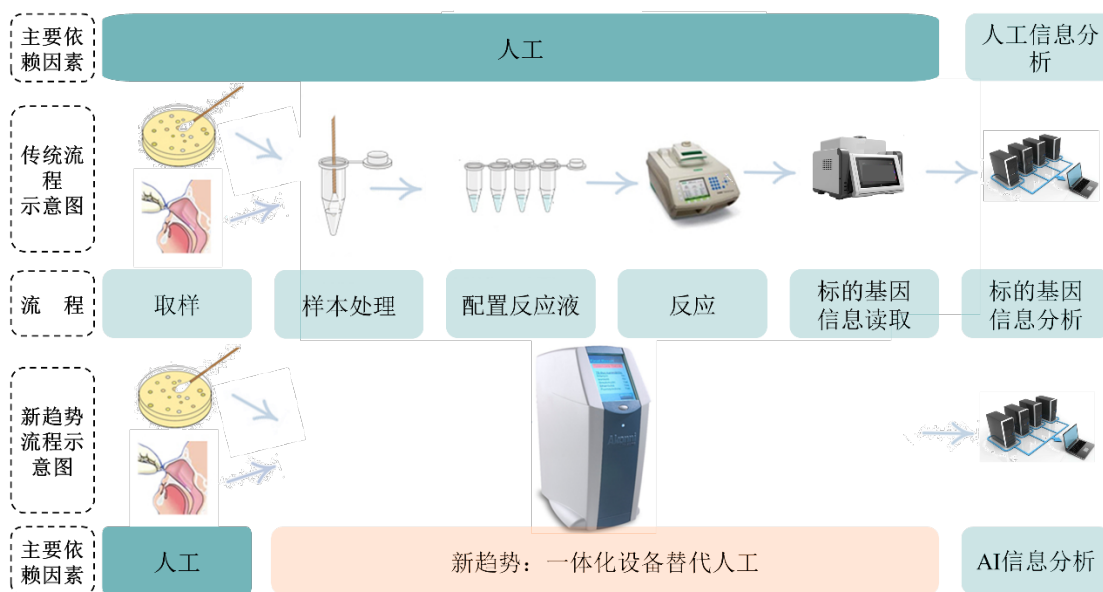 主要依
赖因素
人工
人工信息分
析
传统流
程
示意图
流 程
取样
样本处理
配置反应液
反应
标的基因
信息读取
标的基因
信息分析
新趋势
流程示
意图
主要依
赖因素
人工
新趋势：一体化设备替代人工
AI信息分析